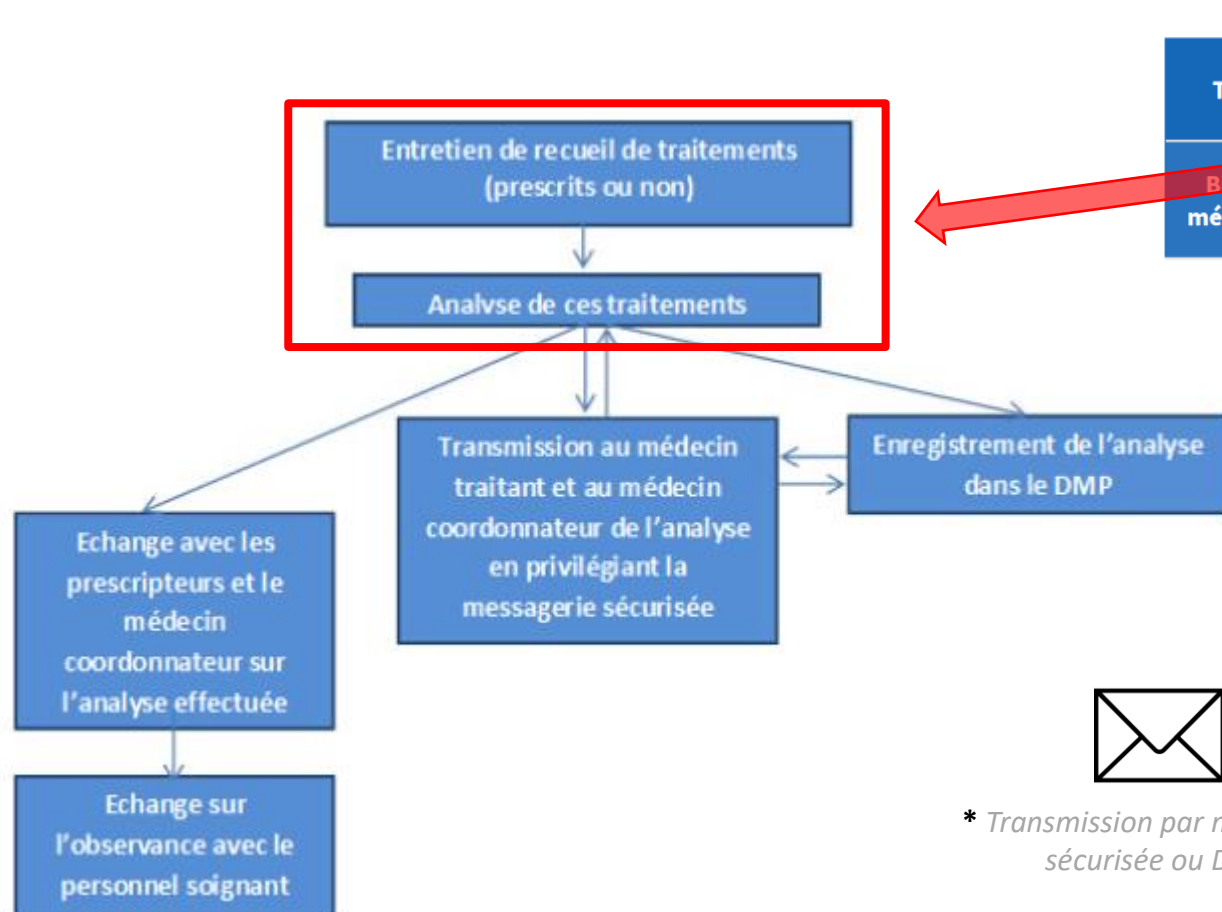 T
B
mé
Entretien de recueil de traitements
(prescrits ou non)
Analyse de ces traitements
Transmission au médecin
traitant et au médecin
coordonnateur de l'analyse
en privilégiant la
messagerie sécurisée
Enregistrement de l'analyse
dans le DMP
Echange avec les
prescripteurs et le
médecin
coordonnateur sur
l'analyse effectuée
Echange sur
l'observance avec le
personnel soignant
* Transmission par
sécurisée ou